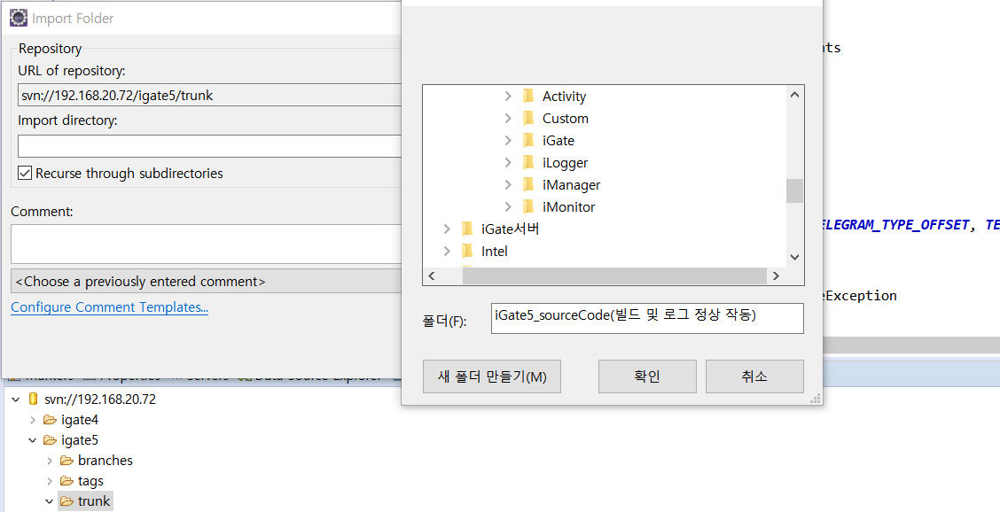 Import Folder
Repository
URL of repository:
svn://192.168.20.72/igate5/trunk
Import directory:
Recurse through subdirectories
Comment:
<Choose a previously entered comment>
Configure Comment Templates...
Activity
Custom
iGate
iLogger
iManager
iMonitor
iGate서버
Intel
폴더(F):
iGate5_sourceCode(빌드 및 로그 정상 작동)
새 폴더 만들기(M)
확인
취소
nts
ELEGRAM_TYPE_OFFSET, TE
eException
svn://192.168.20.72
igate4
igate5
branches
tags
trunk